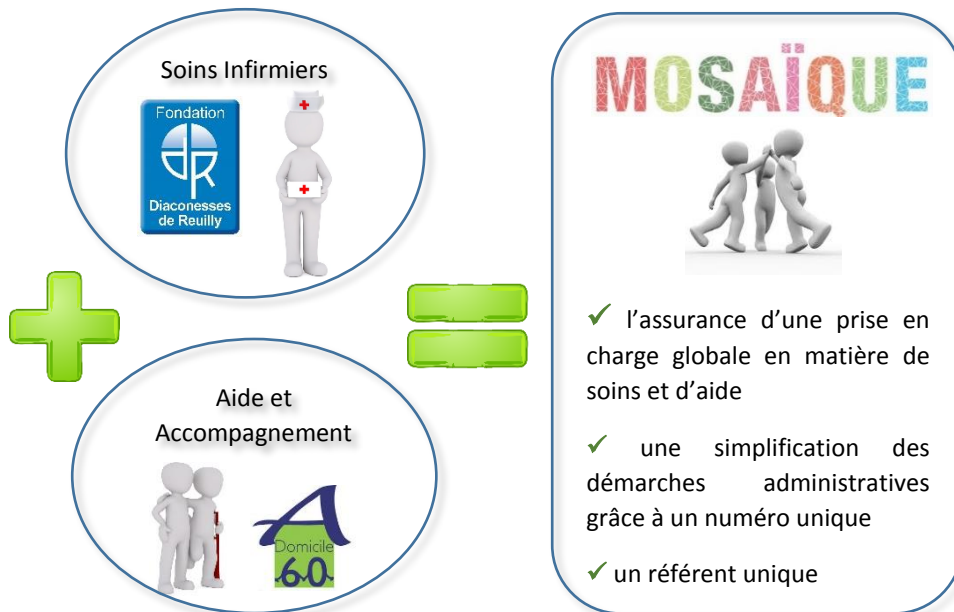 Soins Infirmiers
Fondation
dR
Diaconesses
de Reuilly
Aide et
Accompagnement
A
Domicile
60
MOSAÏQUE
✓ l’assurance d’une prise en
charge globale en matière de
soins et d’aide
✓ une simplification des
démarches administratives
grâce à un numéro unique
✓ un référent unique